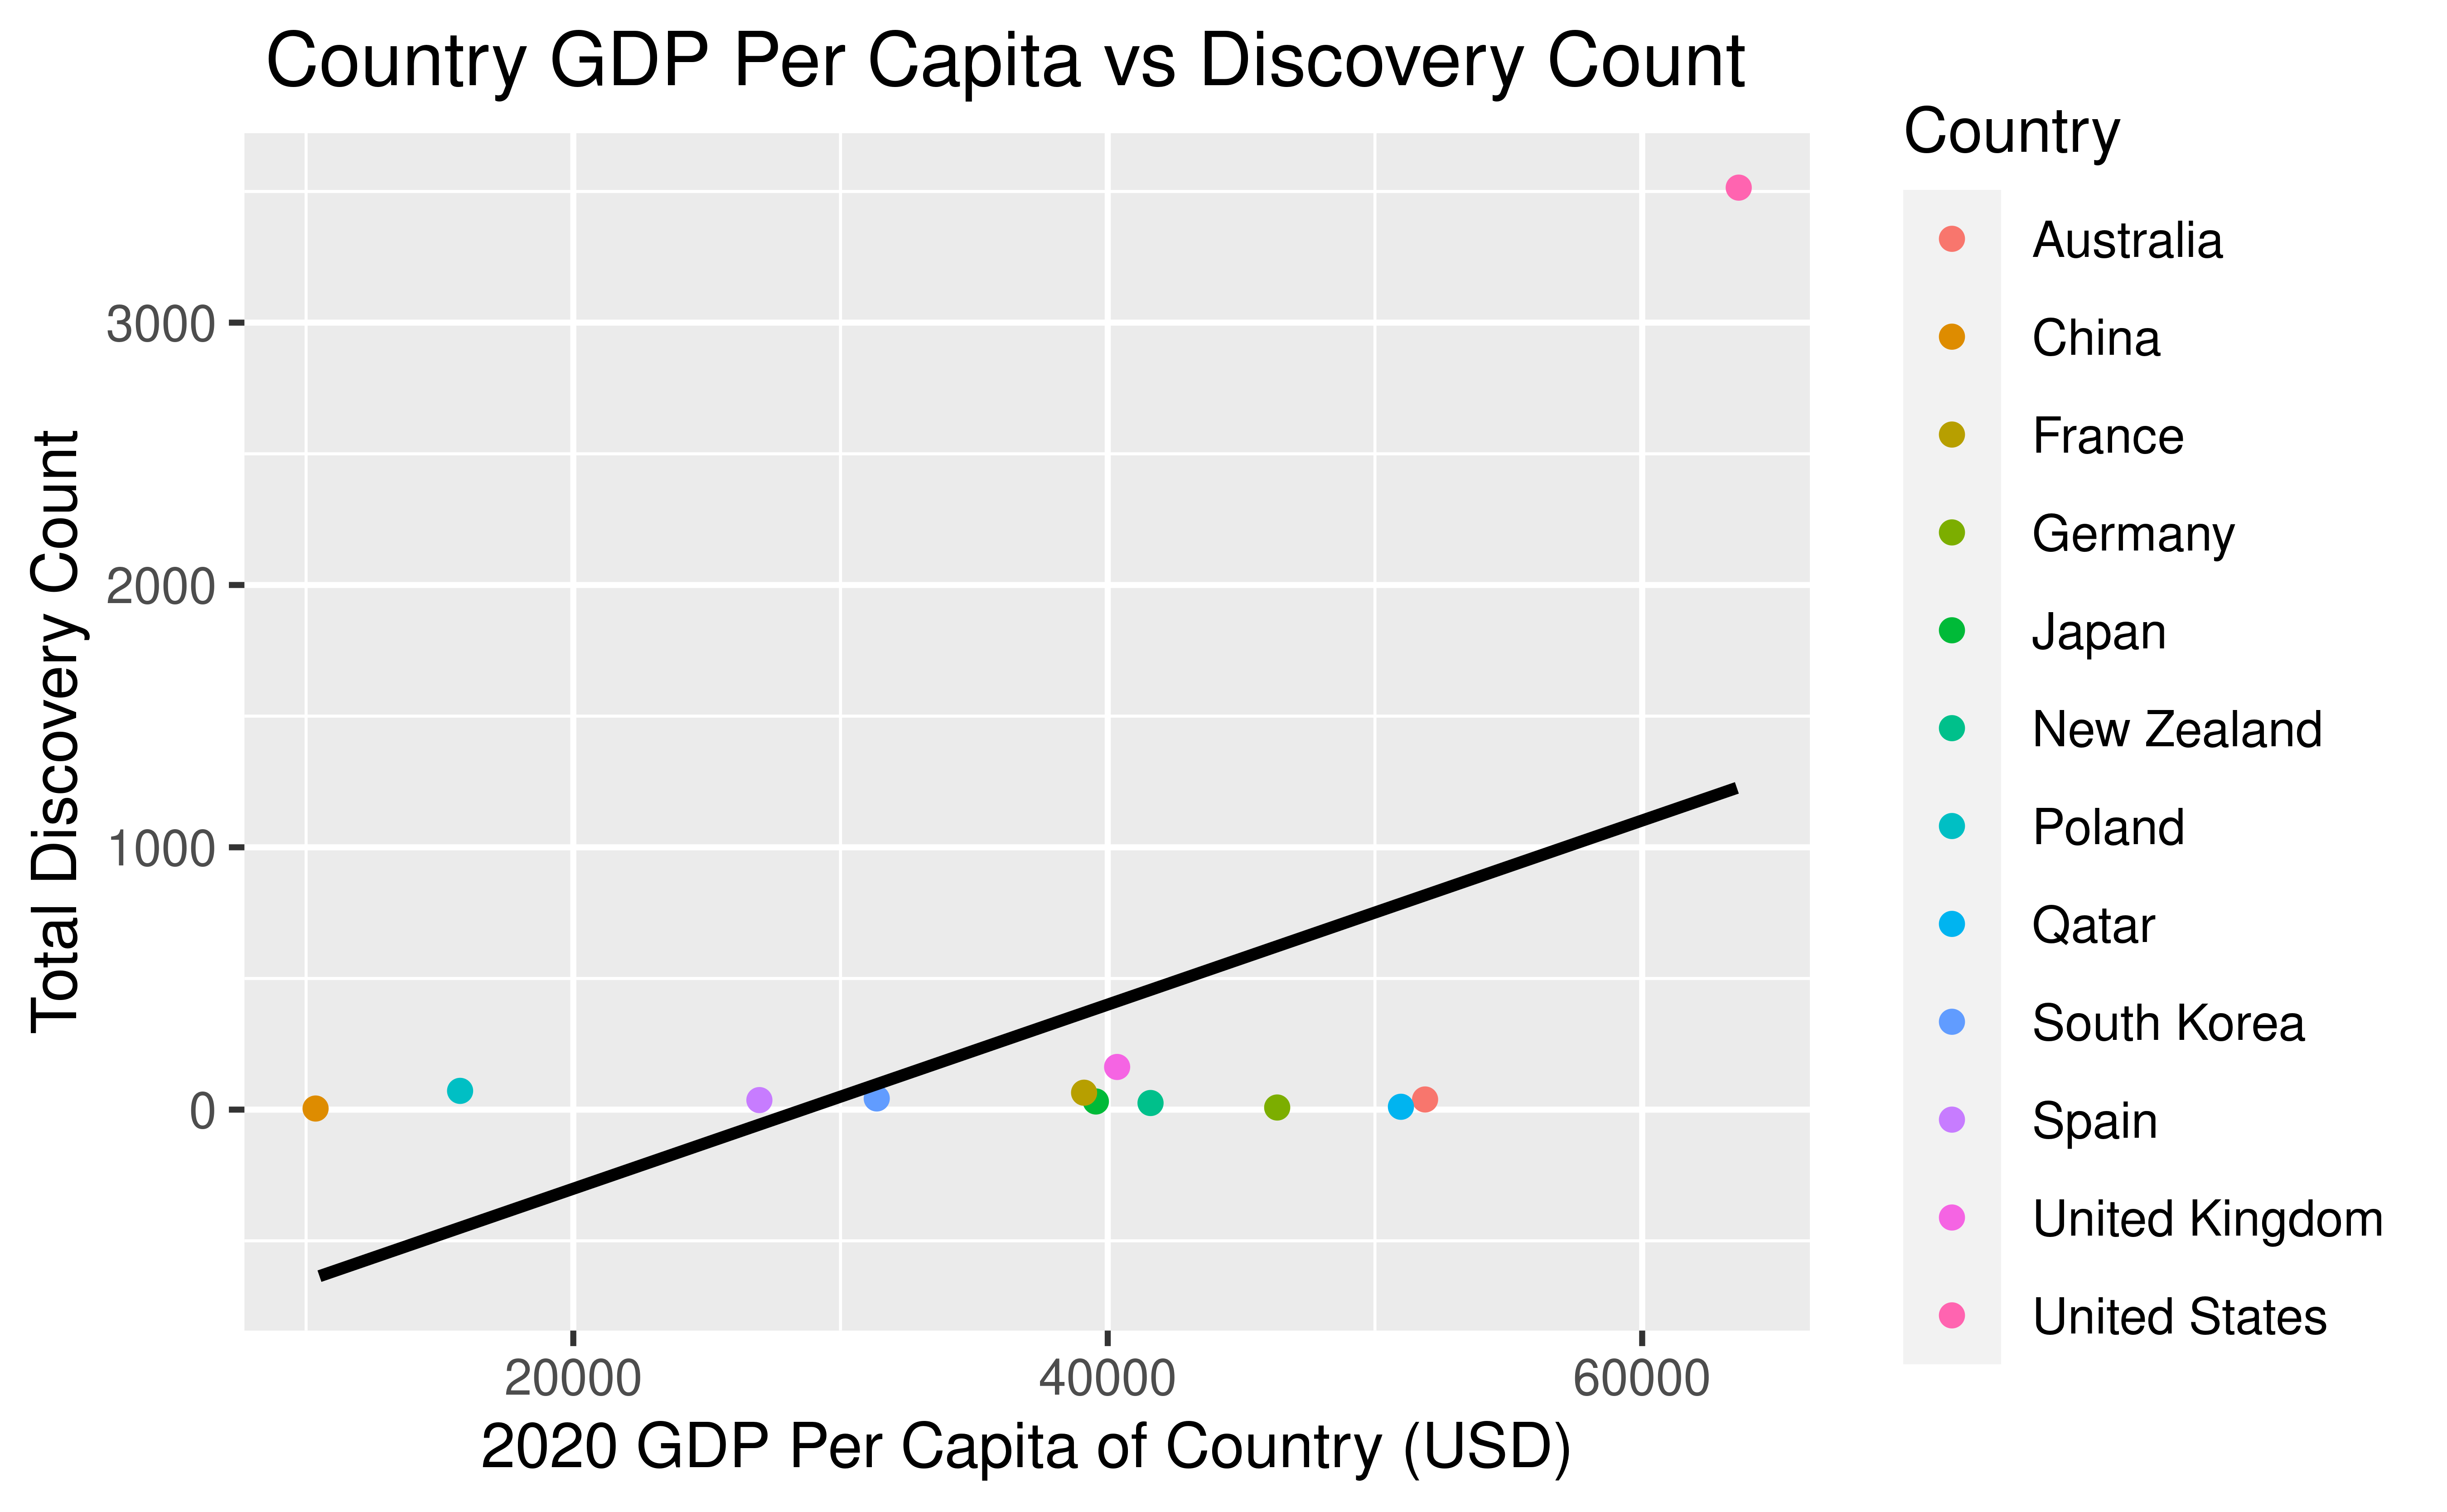 Country GDP Per Capita vs Discovery Count
Total Discovery Count
3000
2000
1000
0
20000
40000
60000
2020 GDP Per Capita of Country (USD)
Country
Australia
China
France
Germany
Japan
New Zealand
Poland
Qatar
South Korea
Spain
United Kingdom
United States